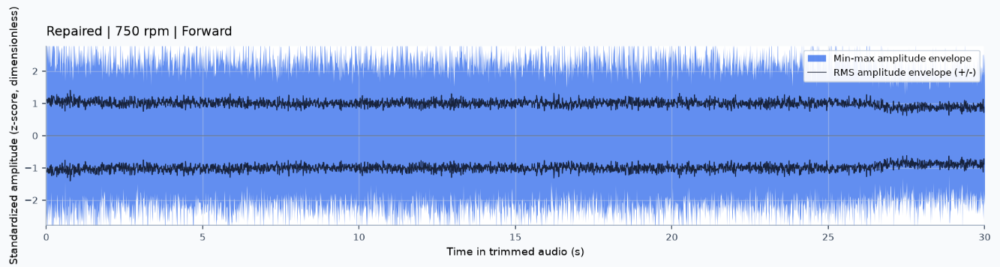 Repaired | 750 rpm | Forward
Standardized amplitude (z-score, dimensionless)
2
1
0
−1
−2
Min-max amplitude envelope
RMS amplitude envelope (+/-)
0 5 10 15 20 25 30
Time in trimmed audio (s)